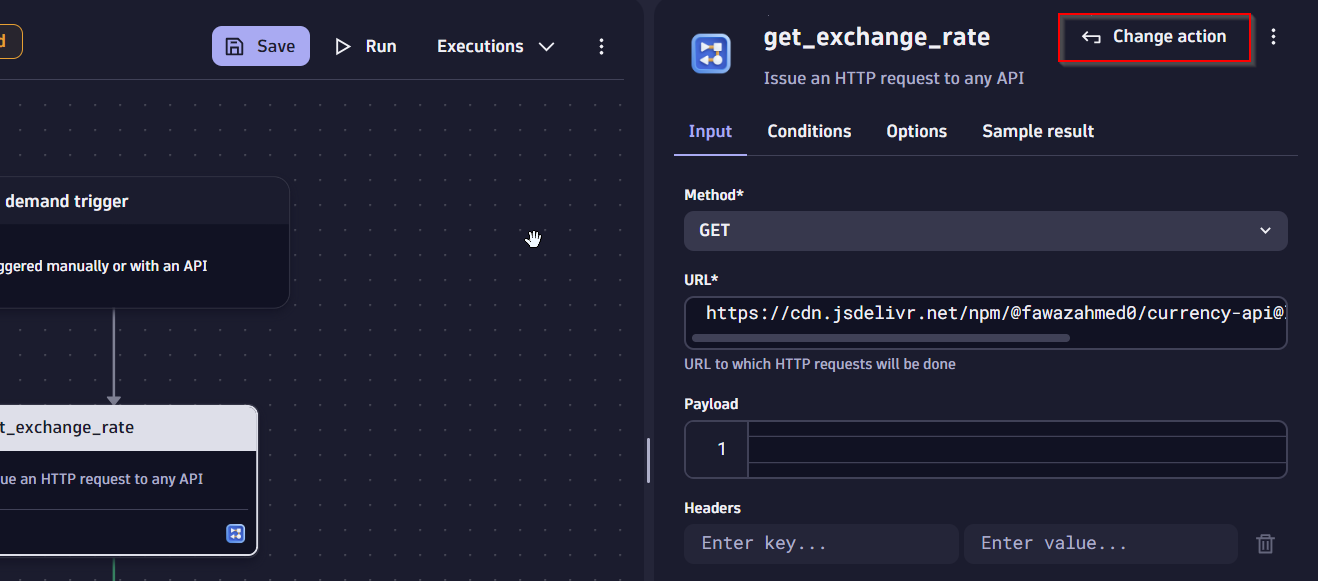 d
Save
Run
Executions
demand trigger
ggered manually or with an API
t_exchange_rate
ue an HTTP request to any API
get_exchange_rate
Change action
Issue an HTTP request to any API
Input
Conditions
Options
Sample result
Method*
GET
URL*
https://cdn.jsdelivr.net/npm/@fawazahmed0/currency-api@
URL to which HTTP requests will be done
Payload
1
Headers
Enter key...
Enter value...